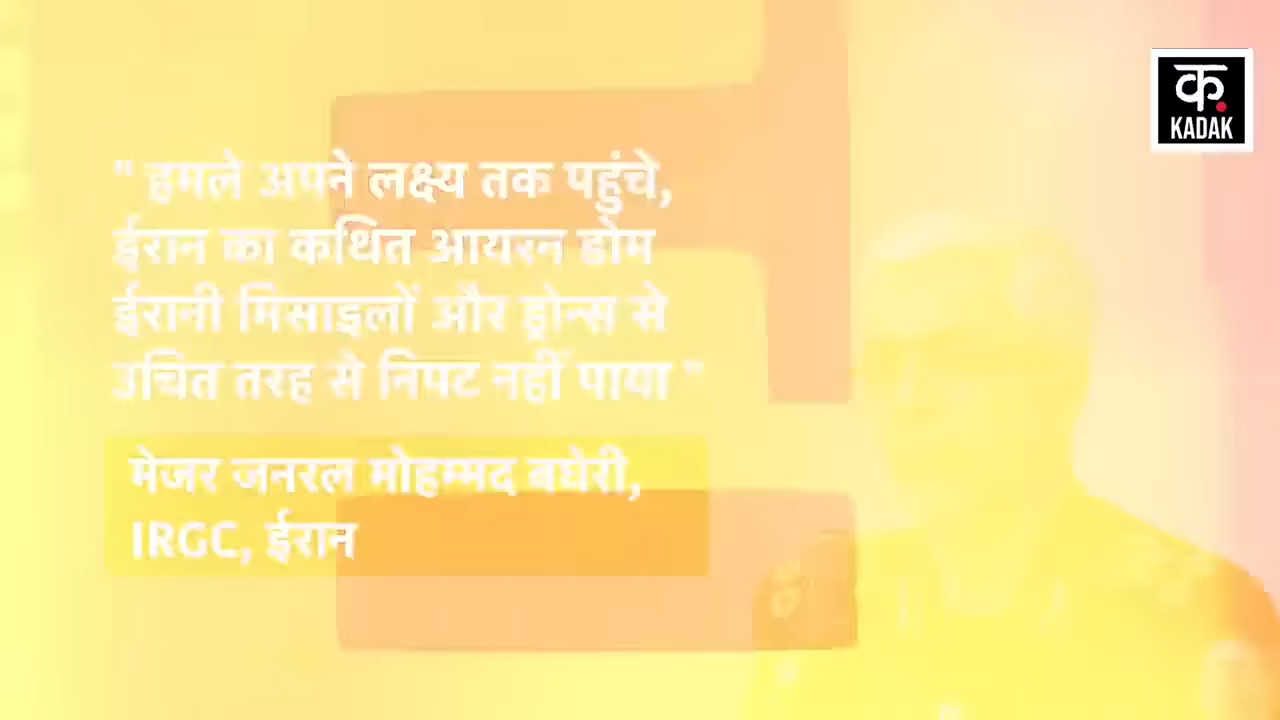 क.
KADAK
" हमले अपने लक्ष्य तक पहुंचे,
ईरान का कथित आयरन डोम
ईरानी मिसाइलों और ड्रोन्स से
उचित तरह से निपट नहीं पाया "
मेजर जनरल मोहम्मद बघेरी,
IRGC, ईरान